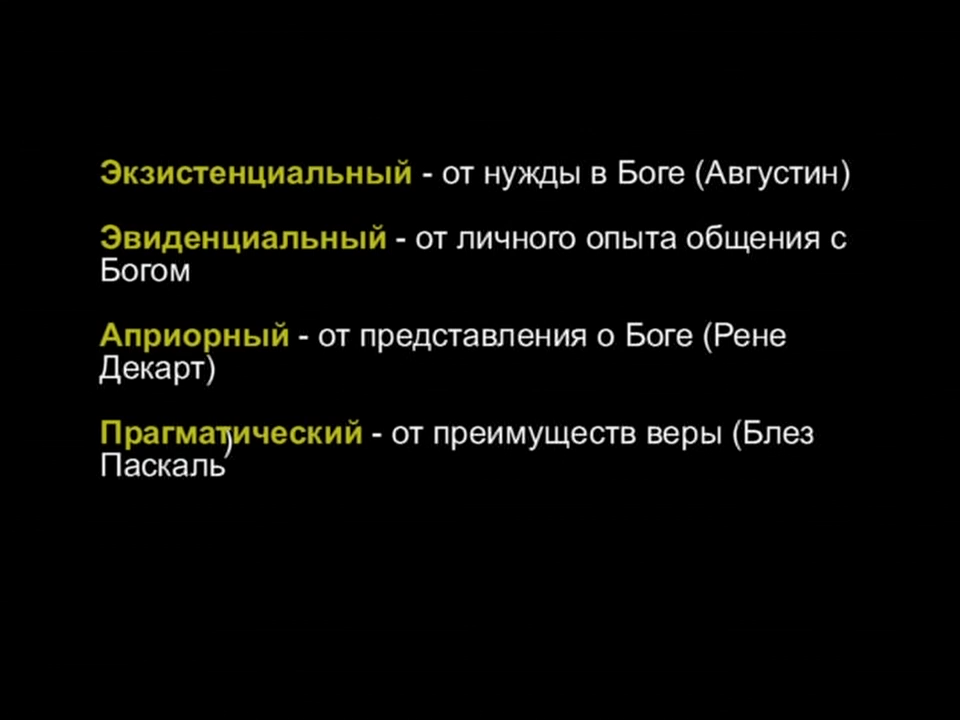 Экзистенциальный - от нужды в Боге (Августин)
Эвиденциальный - от личного опыта общения с
Богом
Априорный - от представления о Боге (Рене
Декарт)
Прагматический - от преимуществ веры (Блез
Паскаль)